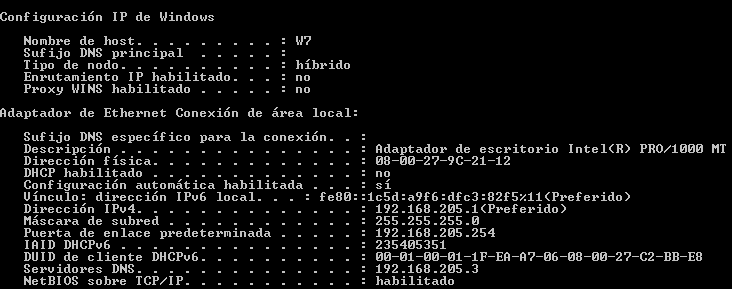 Configuración IP de Windows
Nombre de host. . . . . . . . . : W7
Sufijo DNS principal  . . . . . :
Tipo de nodo. . . . . . . . . . : híbrido
Enrutamiento IP habilitado. . . : no
Proxy WINS habilitado . . . . . : no
Adaptador de Ethernet Conexión de área local:
Sufijo DNS específico para la conexión. . :
Descripción . . . . . . . . . . . . . . . : Adaptador de escritorio Intel(R) PRO/1000 MT
Dirección física. . . . . . . . . . . . . : 08-00-27-9C-21-12
DHCP habilitado . . . . . . . . . . . . . : no
Configuración automática habilitada . . . : sí
Vínculo: dirección IPv6 local. . . : fe80::1c5d:a9f6:dfc3:82f5%11(Preferido)
Dirección IPv4. . . . . . . . . . . . . . : 192.168.205.1(Preferido)
Máscara de subred . . . . . . . . . . . . : 255.255.255.0
Puerta de enlace predeterminada . . . . . : 192.168.205.254
IAID DHCPv6 . . . . . . . . . . . . . . . : 235405351
DUID de cliente DHCPv6. . . . . . . . . . : 00-01-00-01-1F-EA-A7-06-08-00-27-C2-BB-E8
Servidores DNS. . . . . . . . . . . . . . : 192.168.205.3
NetBIOS sobre TCP/IP. . . . . . . . . . . : habilitado